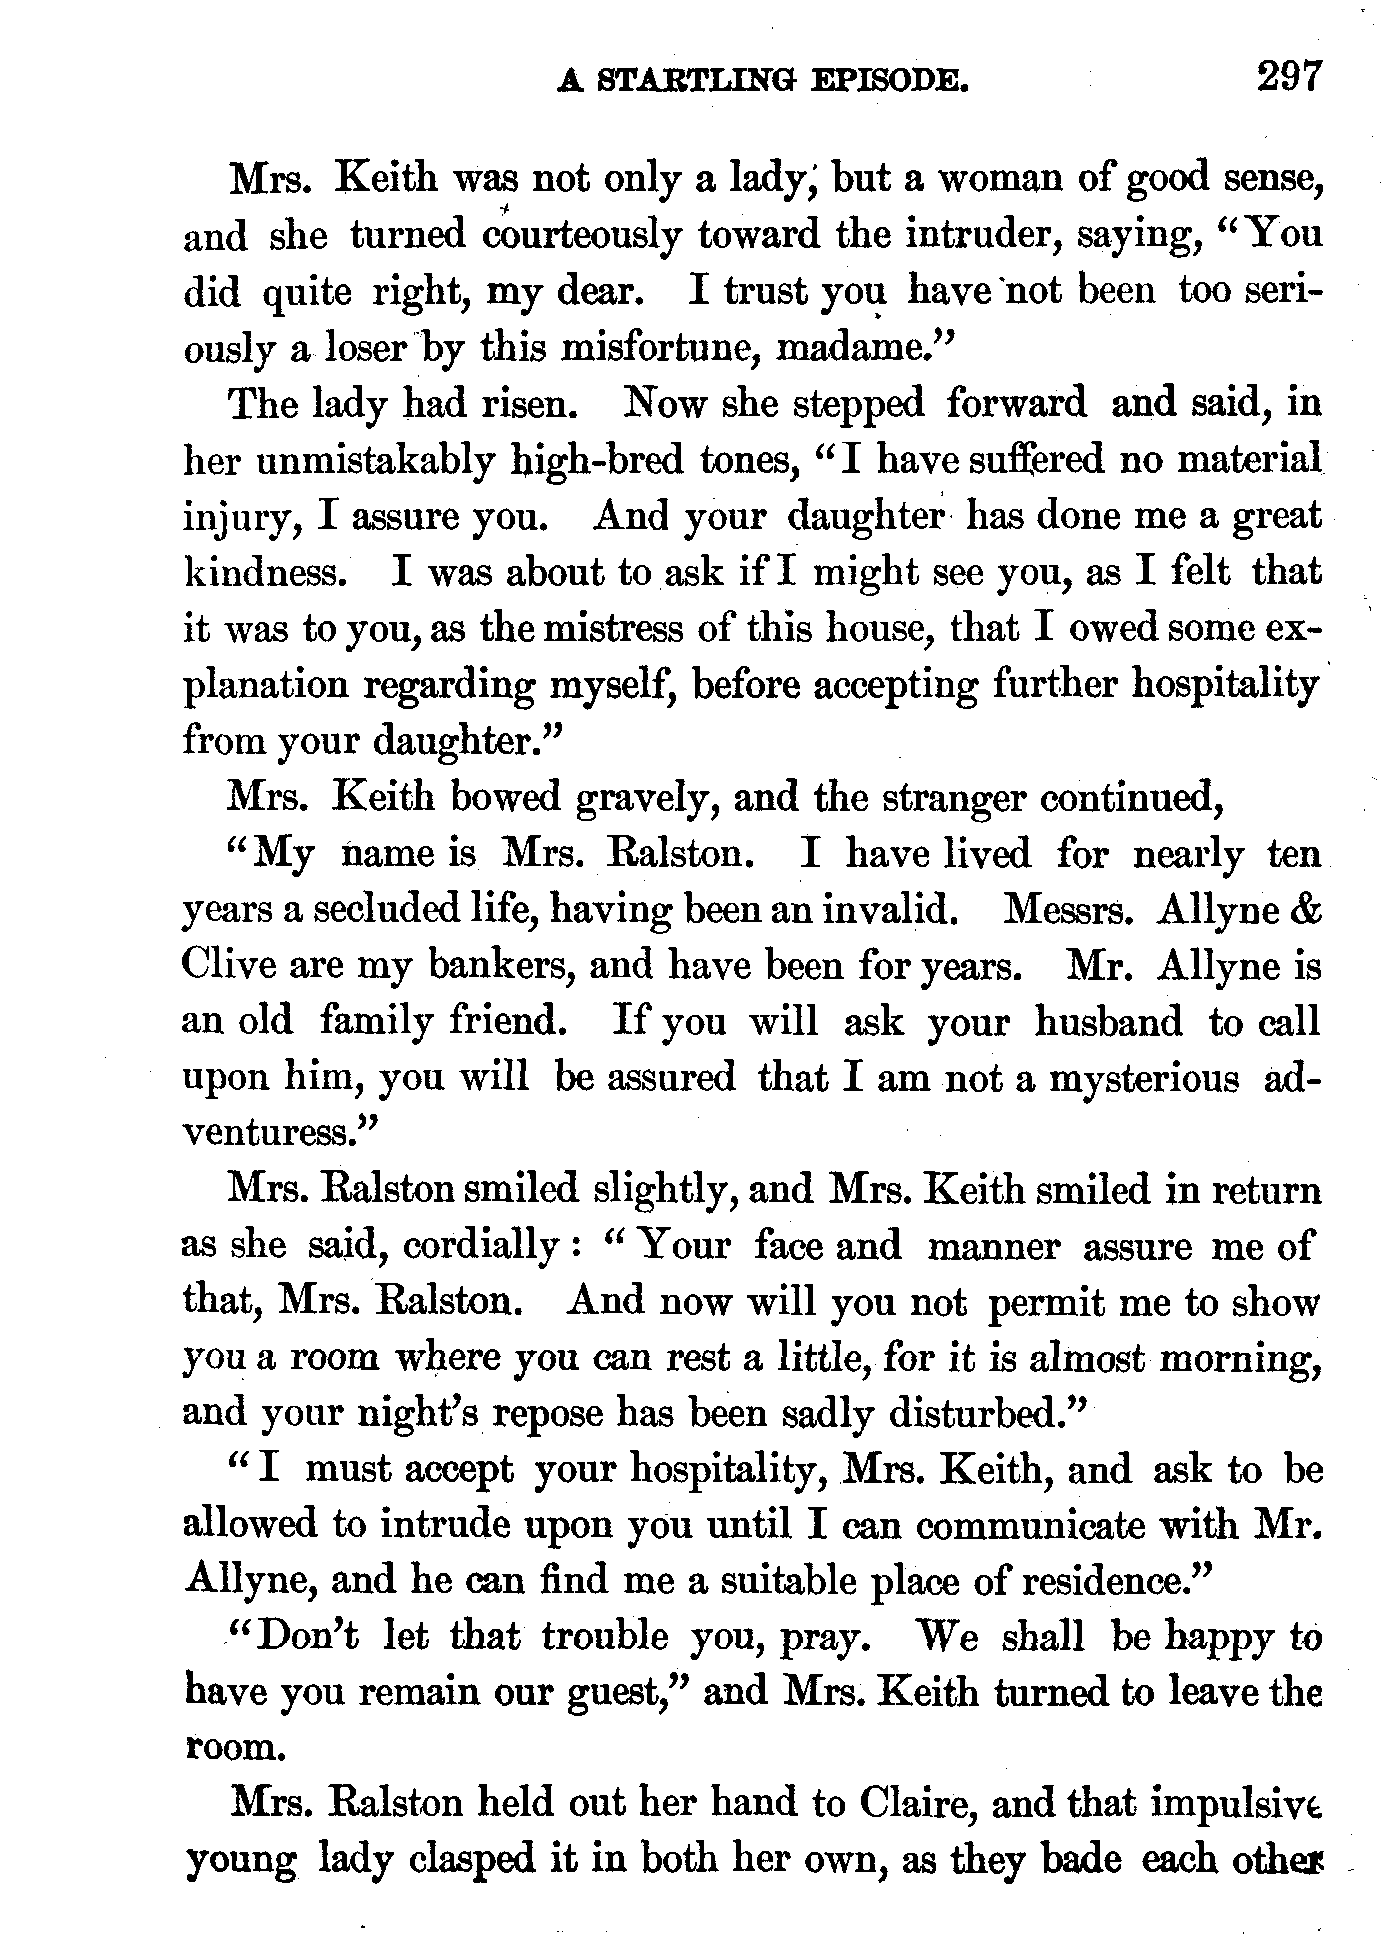 A STARTLING EPISODE. 297
Mrs. Keith was not only a lady, but a woman of good sense,
and she turned courteously toward the intruder, saying, “You
did quite right, my dear. I trust you have not been too seri-
ously a loser by this misfortune, madame.”
The lady had risen. Now she stepped forward and said, in
her unmistakably high-bred tones, “I have suffered no material
injury, I assure you. And your daughter has done me a great
kindness. I was about to ask if I might see you, as I felt that
it was to you, as the mistress of this house, that I owed some ex-
planation regarding myself, before accepting further hospitality
from your daughter.”
Mrs. Keith bowed gravely, and the stranger continued,
“My name is Mrs. Ralston. I have lived for nearly ten
years a secluded life, having been an invalid. Messrs. Allyne &
Clive are my bankers, and have been for years. Mr. Allyne is
an old family friend. If you will ask your husband to call
upon him, you will be assured that I am not a mysterious ad-
venturess.”
Mrs. Ralston smiled slightly, and Mrs. Keith smiled in return
as she said, cordially: “Your face and manner assure me of
that, Mrs. Ralston. And now will you not permit me to show
you a room where you can rest a little, for it is almost morning,
and your night's repose has been sadly disturbed.”
“I must accept your hospitality, Mrs. Keith, and ask to be
allowed to intrude upon you until I can communicate with Mr.
Allyne, and he can find me a suitable place of residence.”
“Don't let that trouble you, pray. We shall be happy to
have you remain our guest,” and Mrs. Keith turned to leave the
room.
Mrs. Ralston held out her hand to Claire, and that impulsive
young lady clasped it in both her own, as they bade each other